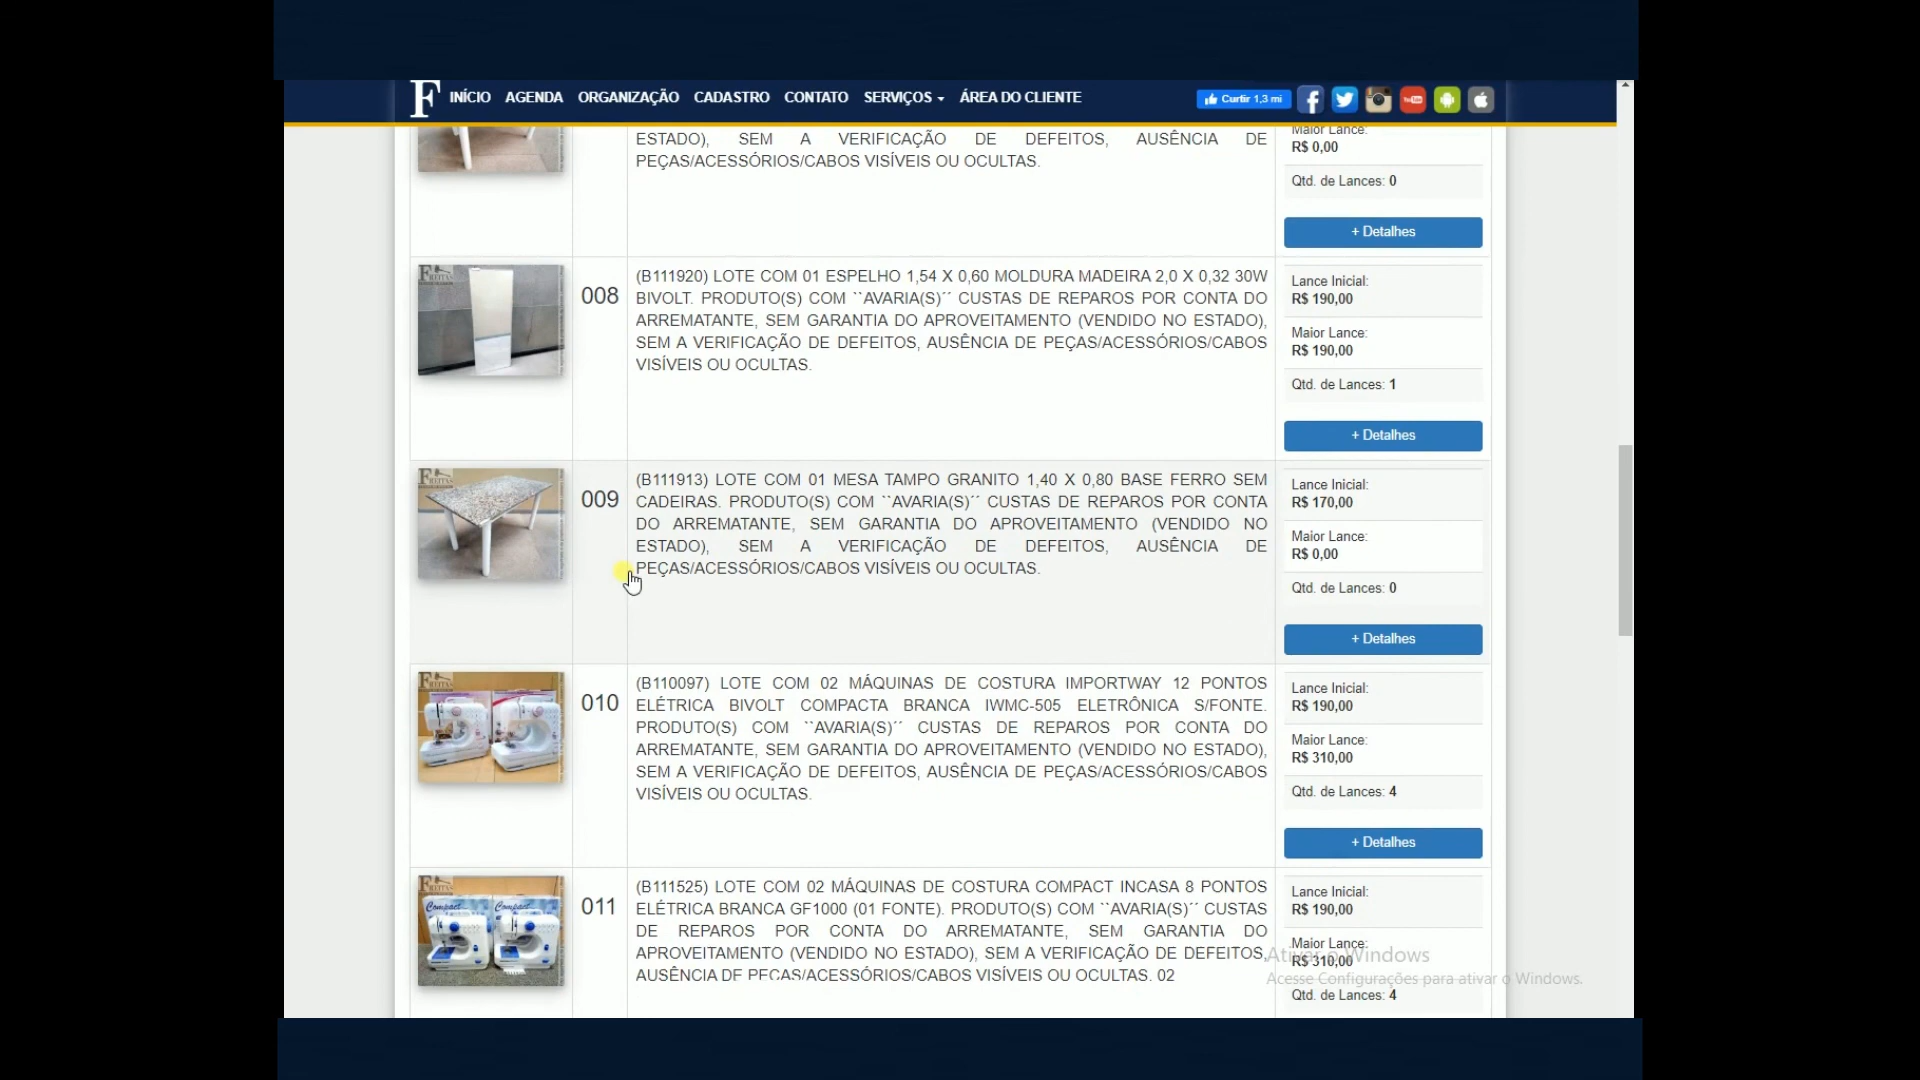 F INÍCIO AGENDA ORGANIZAÇÃO CADASTRO CONTATO SERVIÇOS ÁREA DO CLIENTE Curtir 1,3 mi
ESTADO), SEM A VERIFICAÇÃO DE DEFEITOS, AUSÊNCIA DE
PEÇAS/ACESSÓRIOS/CABOS VISÍVEIS OU OCULTAS.
Maior Lance:
R$ 0,00
Qtd. de Lances: 0
+ Detalhes
FREITAS
008
(B111920) LOTE COM 01 ESPELHO 1,54 X 0,60 MOLDURA MADEIRA 2,0 X 0,32 30W
BIVOLT. PRODUTO(S) COM ``AVARIA(S)´´ CUSTAS DE REPAROS POR CONTA DO
ARREMATANTE, SEM GARANTIA DO APROVEITAMENTO (VENDIDO NO ESTADO),
SEM A VERIFICAÇÃO DE DEFEITOS, AUSÊNCIA DE PEÇAS/ACESSÓRIOS/CABOS
VISÍVEIS OU OCULTAS.
Lance Inicial:
R$ 190,00
Maior Lance:
R$ 190,00
Qtd. de Lances: 1
+ Detalhes
FREITAS
009
(B111913) LOTE COM 01 MESA TAMPO GRANITO 1,40 X 0,80 BASE FERRO SEM
CADEIRAS. PRODUTO(S) COM ``AVARIA(S)´´ CUSTAS DE REPAROS POR CONTA
DO ARREMATANTE, SEM GARANTIA DO APROVEITAMENTO (VENDIDO NO
ESTADO), SEM A VERIFICAÇÃO DE DEFEITOS, AUSÊNCIA DE
PEÇAS/ACESSÓRIOS/CABOS VISÍVEIS OU OCULTAS.
Lance Inicial:
R$ 170,00
Maior Lance:
R$ 0,00
Qtd. de Lances: 0
+ Detalhes
FREITAS
010
(B110097) LOTE COM 02 MÁQUINAS DE COSTURA IMPORTWAY 12 PONTOS
ELÉTRICA BIVOLT COMPACTA BRANCA IWMC-505 ELETRÔNICA S/FONTE.
PRODUTO(S) COM ``AVARIA(S)´´ CUSTAS DE REPAROS POR CONTA DO
ARREMATANTE, SEM GARANTIA DO APROVEITAMENTO (VENDIDO NO ESTADO),
SEM A VERIFICAÇÃO DE DEFEITOS, AUSÊNCIA DE PEÇAS/ACESSÓRIOS/CABOS
VISÍVEIS OU OCULTAS.
Lance Inicial:
R$ 190,00
Maior Lance:
R$ 310,00
Qtd. de Lances: 4
+ Detalhes
FREITAS
Compact Compact
011
(B111525) LOTE COM 02 MÁQUINAS DE COSTURA COMPACT INCASA 8 PONTOS
ELÉTRICA BRANCA GF1000 (01 FONTE). PRODUTO(S) COM ``AVARIA(S)´´ CUSTAS
DE REPAROS POR CONTA DO ARREMATANTE, SEM GARANTIA DO
APROVEITAMENTO (VENDIDO NO ESTADO), SEM A VERIFICAÇÃO DE DEFEITOS,
AUSÊNCIA DE PEÇAS/ACESSÓRIOS/CABOS VISÍVEIS OU OCULTAS. 02
Lance Inicial:
R$ 190,00
Maior Lance:
R$ 310,00
Qtd. de Lances: 4
Ativar o Windows
Acesse Configurações para ativar o Windows.